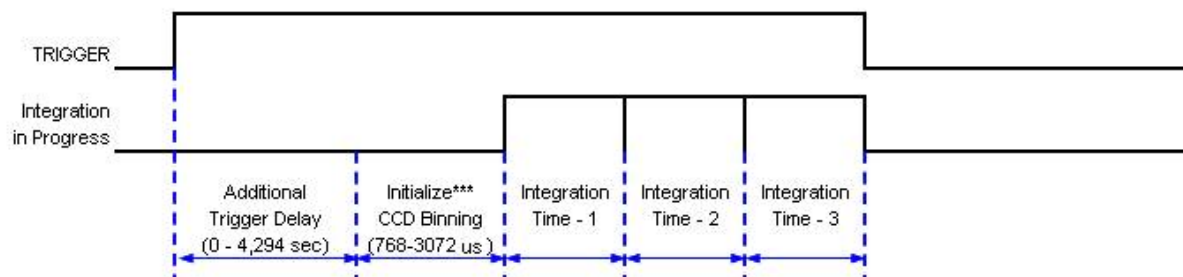 TRIGGER
Integration
in Progress
Additional
Trigger Delay
(0 - 4,294 sec)
Initialize***
CCD Binning
(768-3072 us )
Integration
Time - 1
Integration
Time - 2
Integration
Time - 3